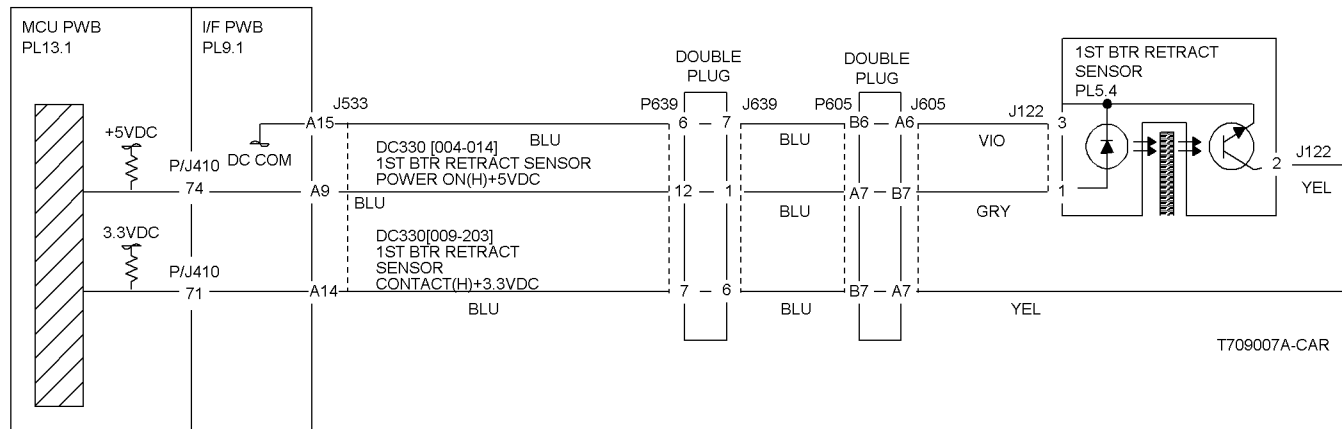 MCU PWB
PL13.1
I/F PWB
PL9.1
+5VDC
P/J410
74
3.3VDC
P/J410
71
DC COM
J533
A15
A9
A14
BLU
DC330 [004-014]
1ST BTR RETRACT SENSOR
POWER ON(H)+5VDC
BLU
DC330[009-203]
1ST BTR RETRACT
SENSOR
CONTACT(H)+3.3VDC
BLU
DOUBLE
PLUG
P639
J639
6
7
12
1
7
6
BLU
BLU
BLU
DOUBLE
PLUG
P605
J605
B6
A6
A7
B7
B7
A7
VIO
GRY
YEL
J122
3
1
1ST BTR RETRACT
SENSOR
PL5.4
2
J122
YEL
T709007A-CAR